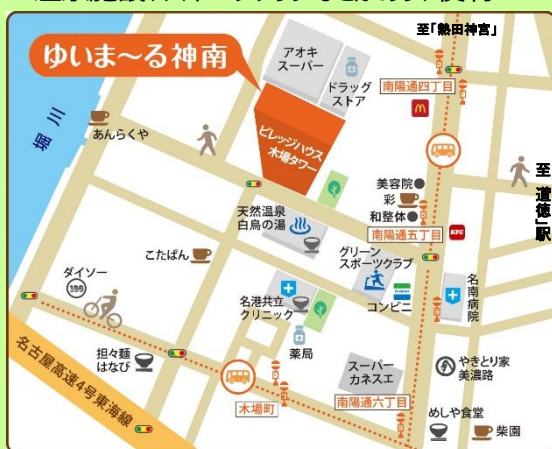 至「熱田神宮」
ゆいま～る神南
アオキ
スーパー
ドラッグ
ストア
南陽通四丁目
堀川
あんらくや
ビレッジハウス
木場タワー
至「道徳」駅
美容院
彩
和整体
天然温泉
白鳥の湯
南陽通五丁目
KFC
こたぱん
グリーン
スポーツクラブ
ダイソー
名港共立
クリニック
コンビニ
名南病院
薬局
名古屋高速4号東海線
担々麺
はなび
スーパー
カネスエ
やきとり家
美濃路
木場町
南陽通六丁目
めしや食堂
柴園